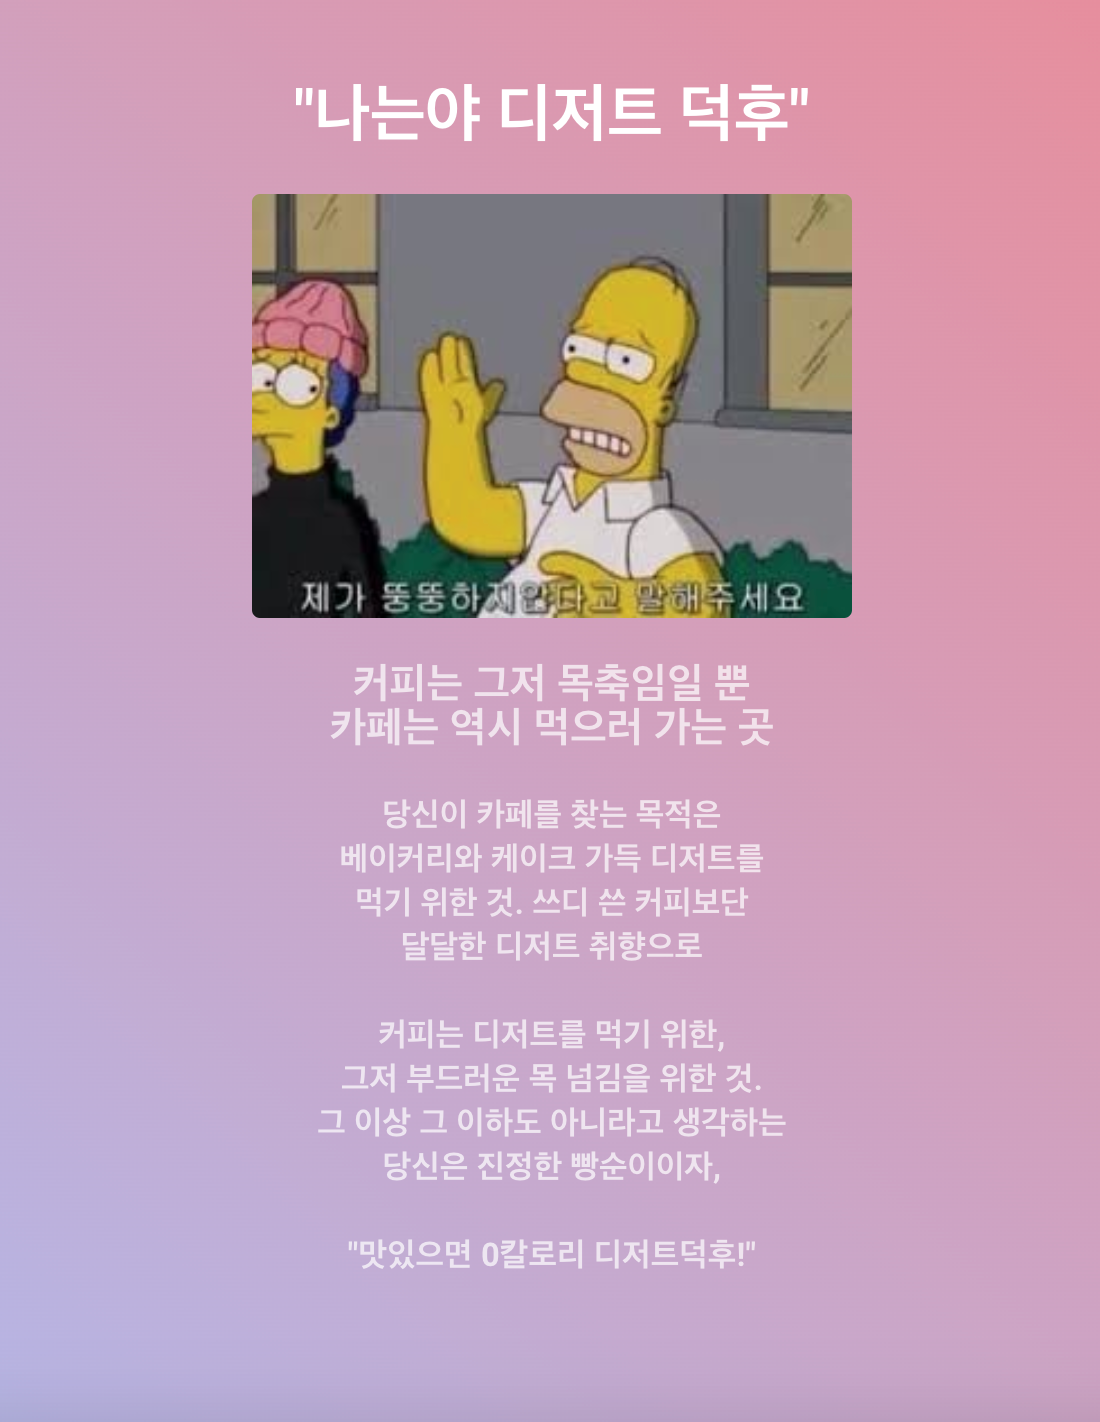 "나는야 디저트 덕후"
제가 뚱뚱하지않다고 말해주세요
커피는 그저 목축임일 뿐
카페는 역시 먹으러 가는 곳
당신이 카페를 찾는 목적은
베이커리와 케이크 가득 디저트를
먹기 위한 것. 쓰디 쓴 커피보단
달달한 디저트 취향으로
커피는 디저트를 먹기 위한,
그저 부드러운 목 넘김을 위한 것.
그 이상 그 이하도 아니라고 생각하는
당신은 진정한 빵순이이자,
"맛있으면 0칼로리 디저트덕후!"